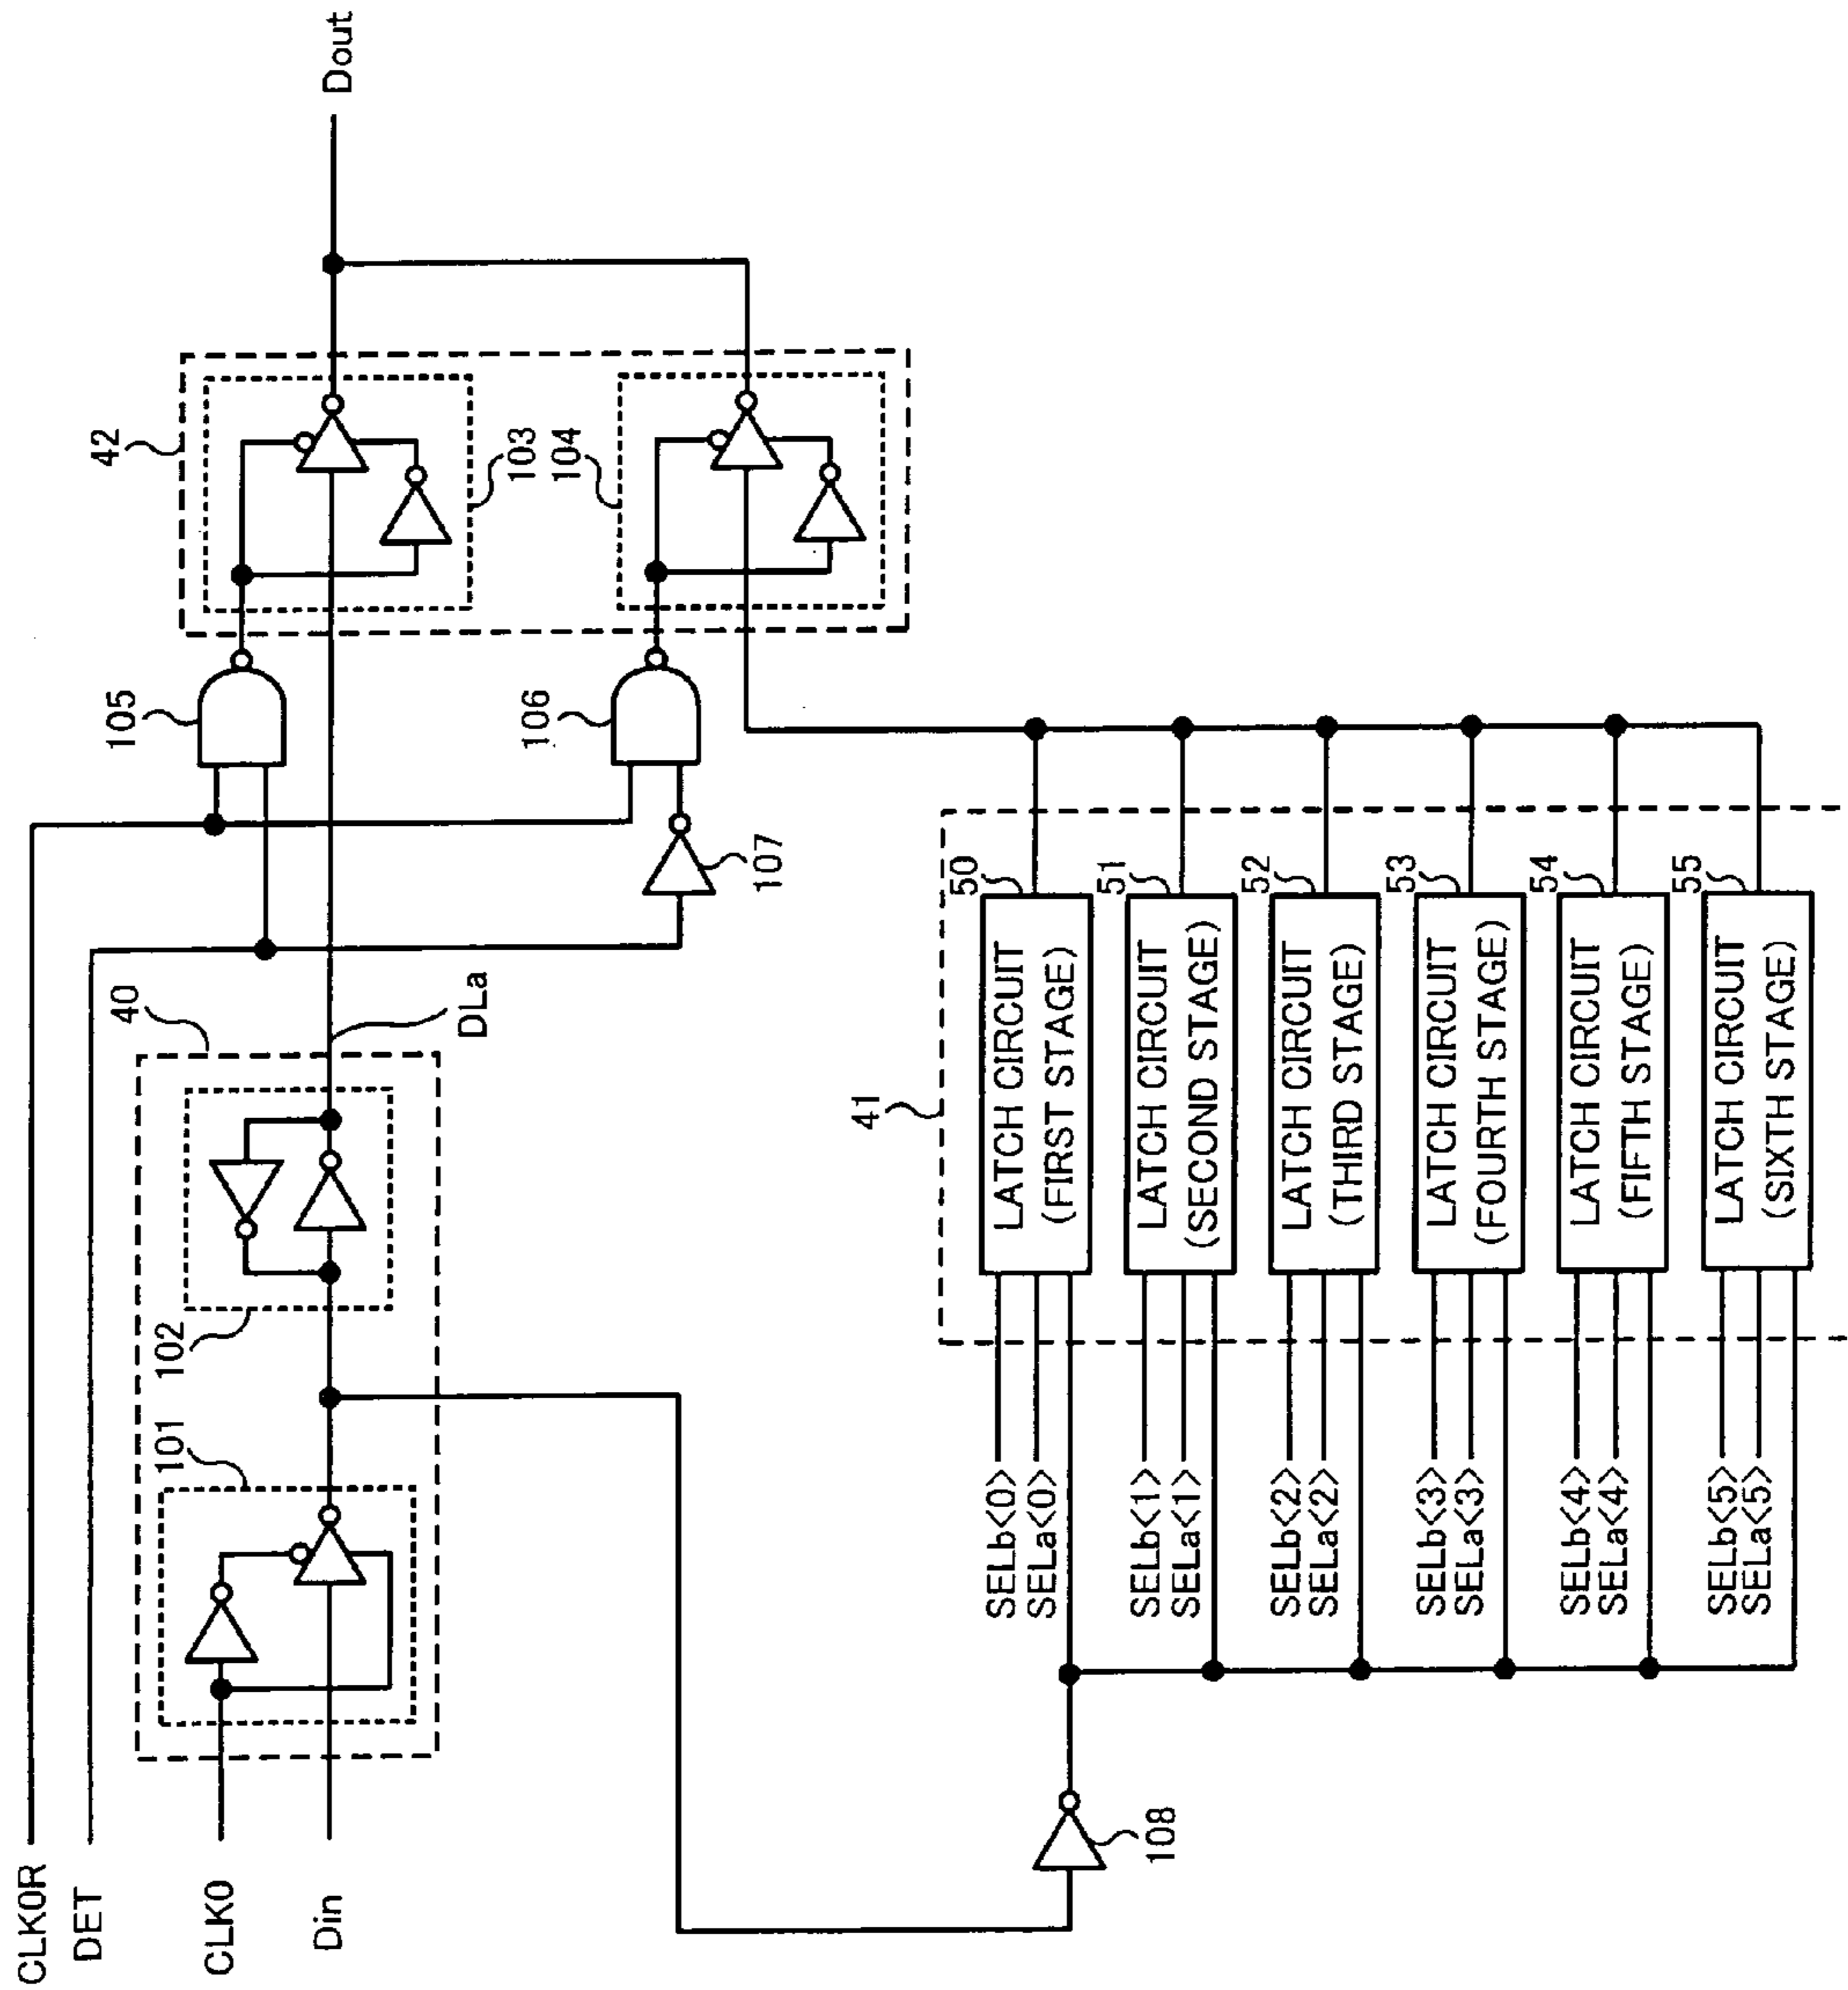 CLK0R
DET
CLK0
Din
Dout
40
101
102
DLa
42
103
104
105
106
107
108
41
50
LATCH CIRCUIT
(FIRST STAGE)
SELb<0>
SELa<0>
51
LATCH CIRCUIT
(SECOND STAGE)
SELb<1>
SELa<1>
52
LATCH CIRCUIT
(THIRD STAGE)
SELb<2>
SELa<2>
53
LATCH CIRCUIT
(FOURTH STAGE)
SELb<3>
SELa<3>
54
LATCH CIRCUIT
(FIFTH STAGE)
SELb<4>
SELa<4>
55
LATCH CIRCUIT
(SIXTH STAGE)
SELb<5>
SELa<5>